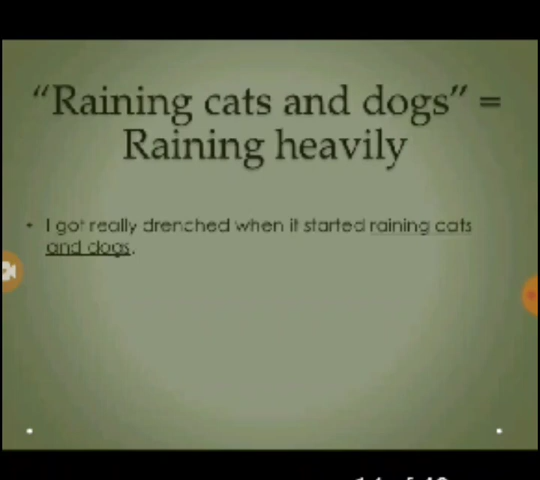 “Raining cats and dogs” =
Raining heavily
• I got really drenched when it started raining cats
and dogs.